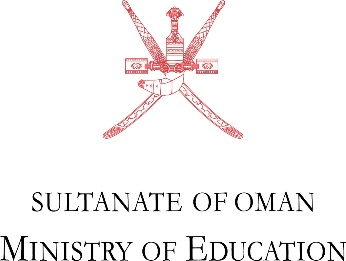 SULTANATE OF OMAN
MINISTRY OF EDUCATION